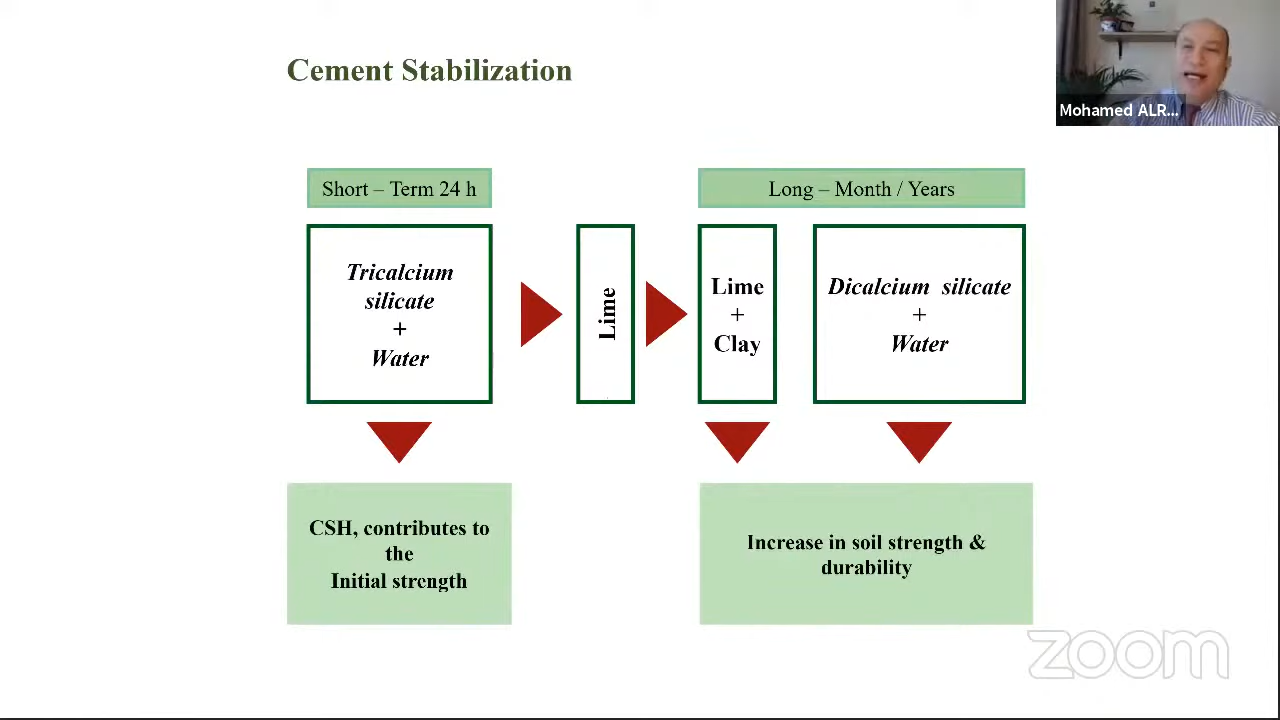 Cement Stabilization
Mohamed ALR...
Short – Term 24 h
Long – Month / Years
Tricalcium
silicate
+
Water
Lime
Lime
+
Clay
Dicalcium silicate
+
Water
CSH, contributes to
the
Initial strength
Increase in soil strength &
durability
zoom